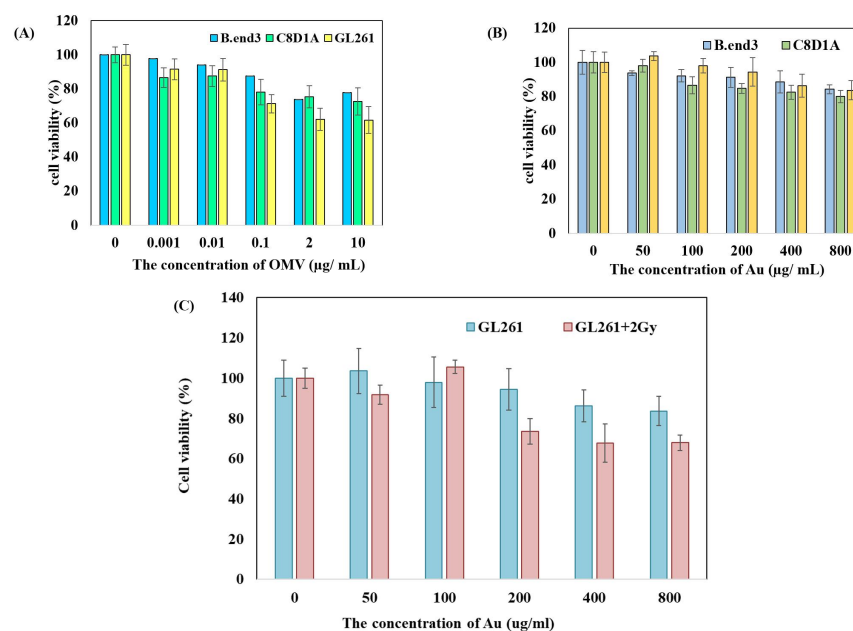 (A)
120
100
80
60
40
20
0
cell viability (%)
B.end3 C8D1A GL261
0 0.001 0.01 0.1 2 10
The concentration of OMV (µg/ mL)
(B)
120
100
80
60
40
20
0
cell viability (%)
B.end3 C8D1A
0 50 100 200 400 800
The concentration of Au (µg/ mL)
(C)
140
120
100
80
60
40
20
0
Cell viability (%)
GL261 GL261+2Gy
0 50 100 200 400 800
The concentration of Au (ug/ml)